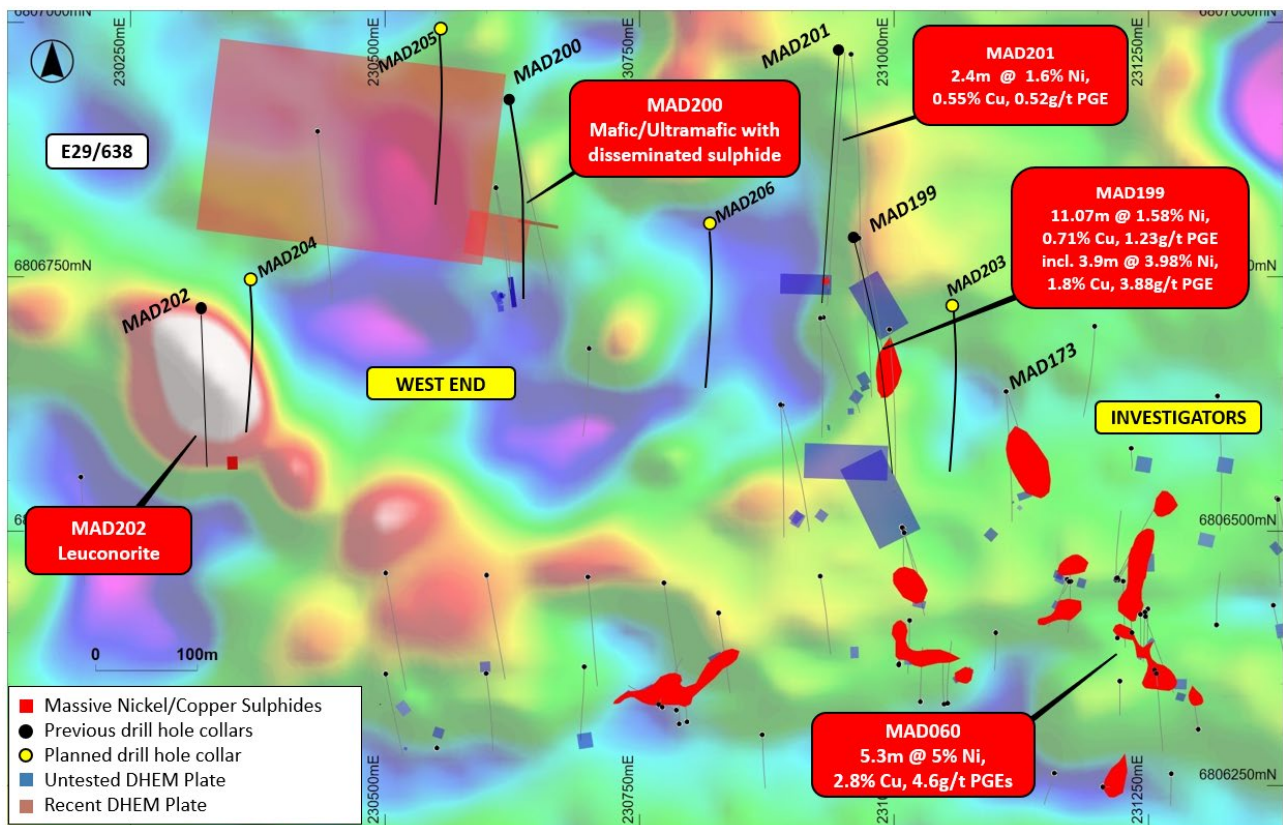 6807000mN
6807000mN
230250mE
230500mE
230750mE
231000mE
231250mE
MAD205
MAD200
MAD201
MAD201
2.4m @ 1.6% Ni,
0.55% Cu, 0.52g/t PGE
E29/638
MAD200
Mafic/Ultramafic with
disseminated sulphide
MAD206
MAD199
MAD199
11.07m @ 1.58% Ni,
0.71% Cu, 1.23g/t PGE
incl. 3.9m @ 3.98% Ni,
1.8% Cu, 3.88g/t PGE
6806750mN
MAD204
MAD203
MAD202
WEST END
MAD173
INVESTIGATORS
MAD202
Leuconorite
6806500mN
0 100m
Massive Nickel/Copper Sulphides
Previous drill hole collars
Planned drill hole collar
Untested DHEM Plate
Recent DHEM Plate
MAD060
5.3m @ 5% Ni,
2.8% Cu, 4.6g/t PGEs
230500mE
230750mE
231250mE
6806250mN